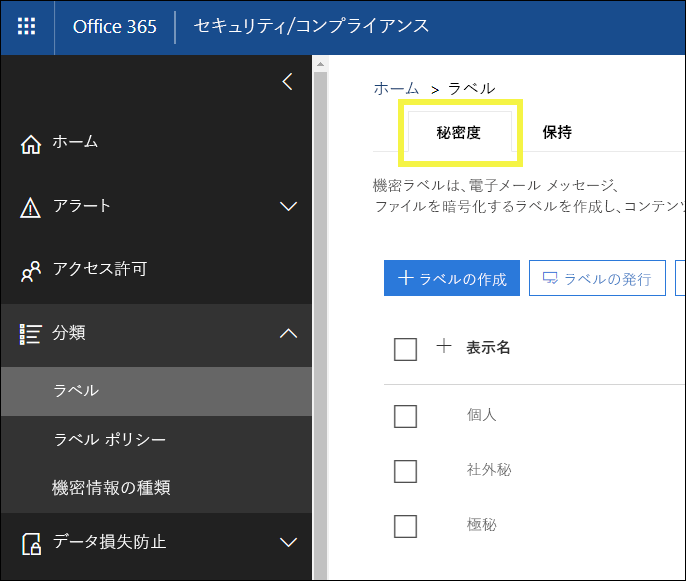 Office 365 セキュリティ/コンプライアンス
ホーム
アラート
アクセス許可
分類
ラベル
ラベル ポリシー
機密情報の種類
データ損失防止
ホーム > ラベル
秘密度 保持
機密ラベルは、電子メール メッセージ、
ファイルを暗号化するラベルを作成し、コンテンツ
ラベルの作成 ラベルの発行
表示名
個人
社外秘
極秘